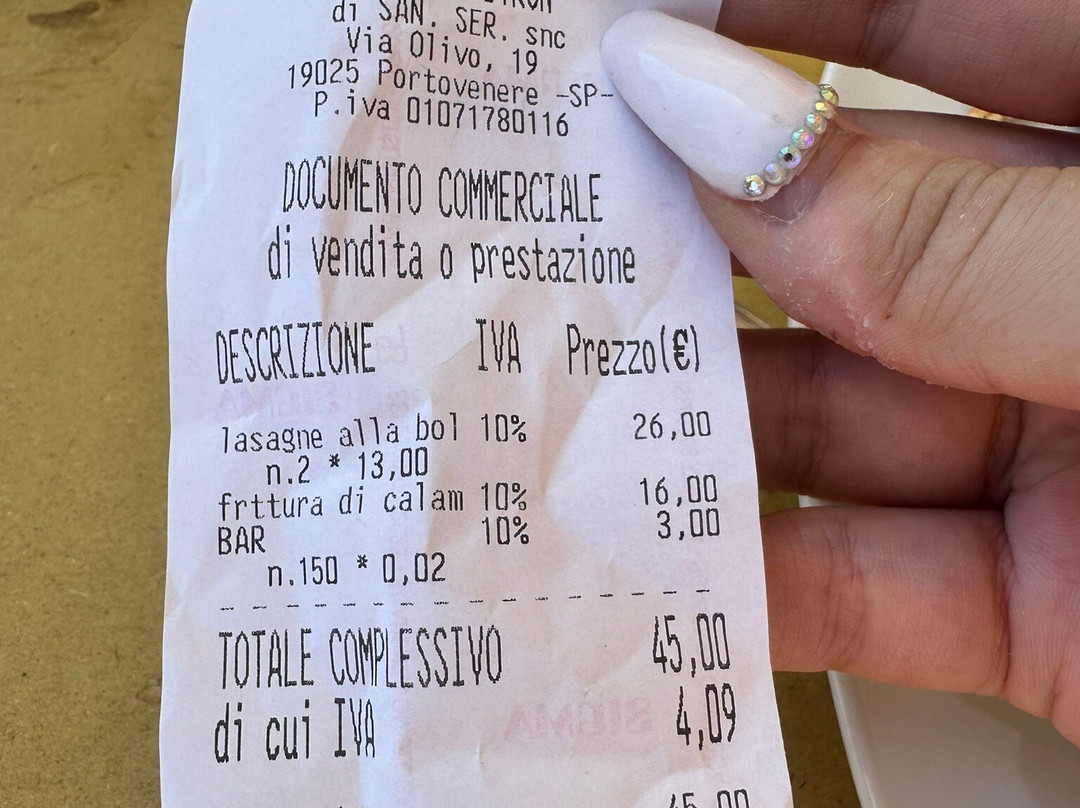 di SAN. SER. snc
Via Olivo, 19
19025 Portovenere -SP-
P.iva 01071780116
DOCUMENTO COMMERCIALE
di vendita o prestazione
DESCRIZIONE IVA Prezzo(€)
lasagne alla bol 10% 26,00
n.2 * 13,00
frttura di calam 10% 16,00
BAR 10% 3,00
n.150 * 0,02
TOTALE COMPLESSIVO 45,00
di cui IVA 4,09
45,00